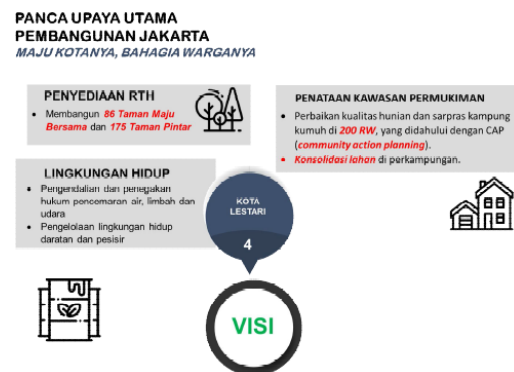 PANCA UPAYA UTAMA
PEMBANGUNAN JAKARTA
MAJU KOTANYA, BAHAGIA WARGANYA
PENYEDIAAN RTH
• Membangun 86 Taman Maju
Bersama dan 175 Taman Pintar
PENATAAN KAWASAN PERMUKIMAN
• Perbaikan kualitas hunian dan sarpras kampung
kumuh di 200 RW, yang didahului dengan CAP
(community action planning).
• Konsolidasi lahan di perkampungan.
LINGKUNGAN HIDUP
• Pengendalian dan penegakan
hukum pencemaran air, limbah dan
udara
• Pengelolaan lingkungan hidup
daratan dan pesisir
KOTA
LESTARI
4
VISI